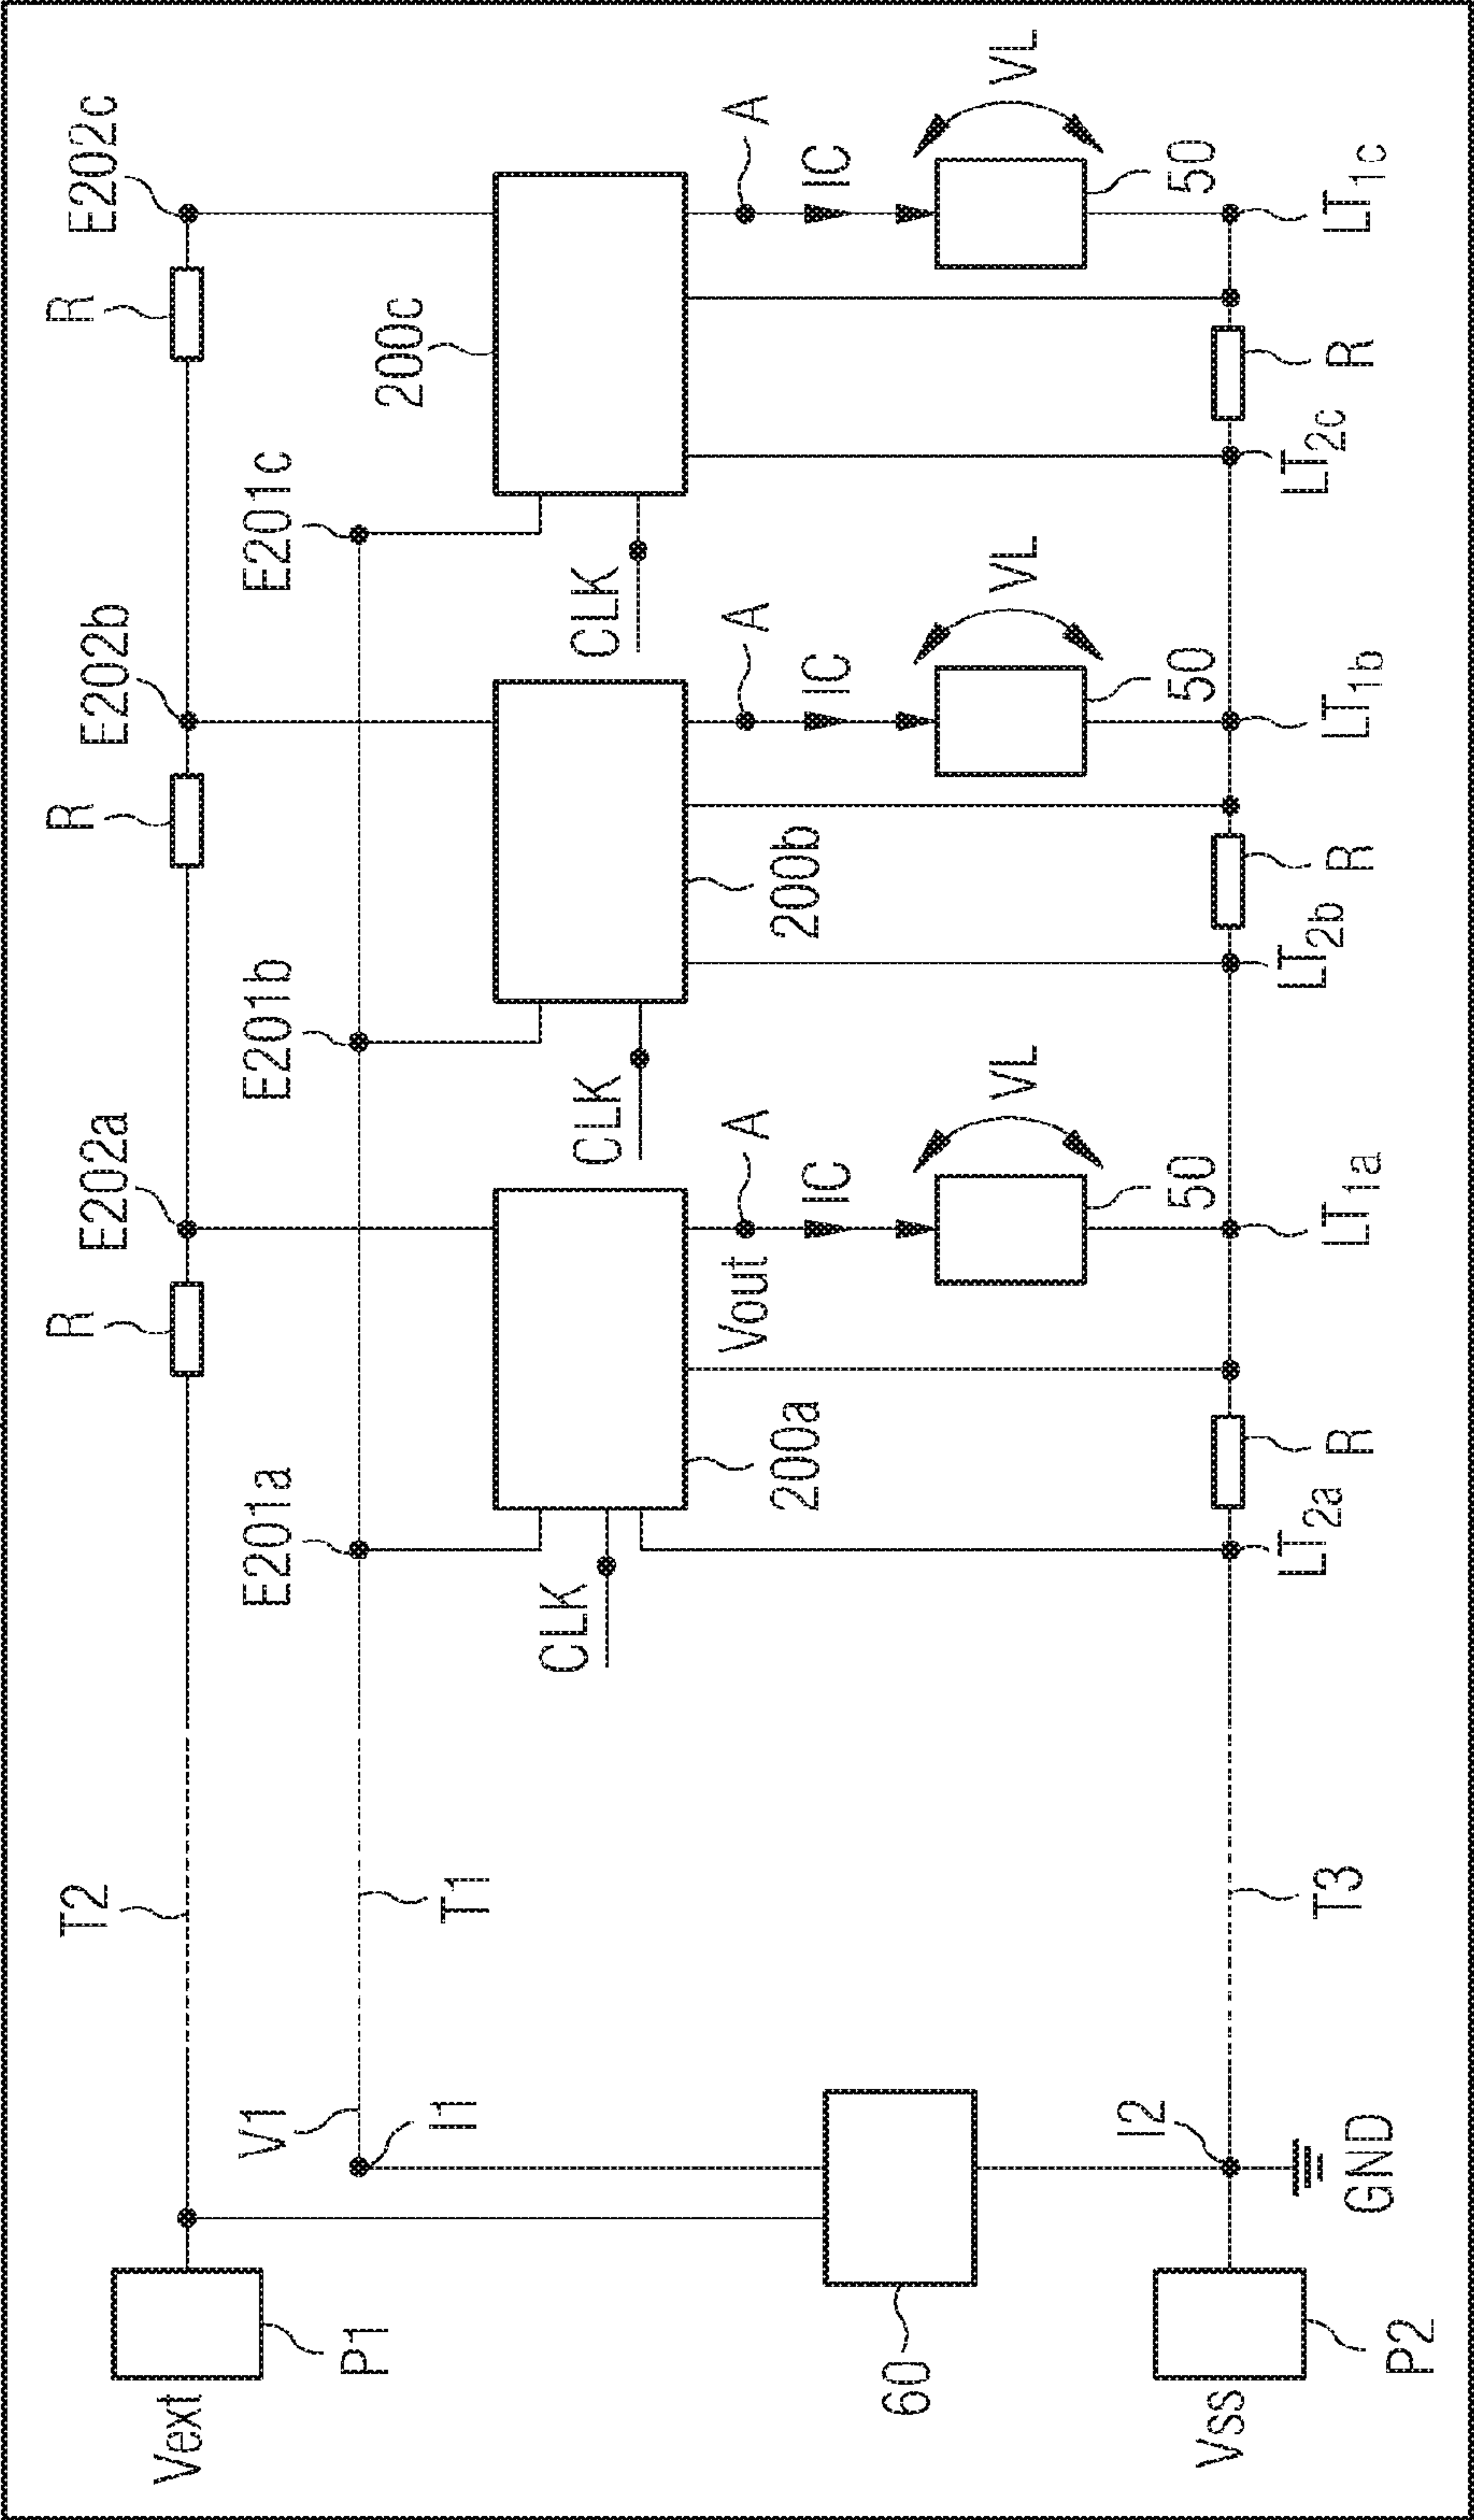 R
R
R
E202a
E202b
E202c
T2
V1
I1
T1
E201a
E201b
E201c
200c
Vext
P1
CLK
CLK
CLK
200a
Vout
A
200b
A
A
IC
IC
IC
VL
VL
VL
60
50
50
50
I2
Vss
P2
GND
T3
LT2a
R
LT1a
LT2b
R
LT1b
LT2c
R
LT1c